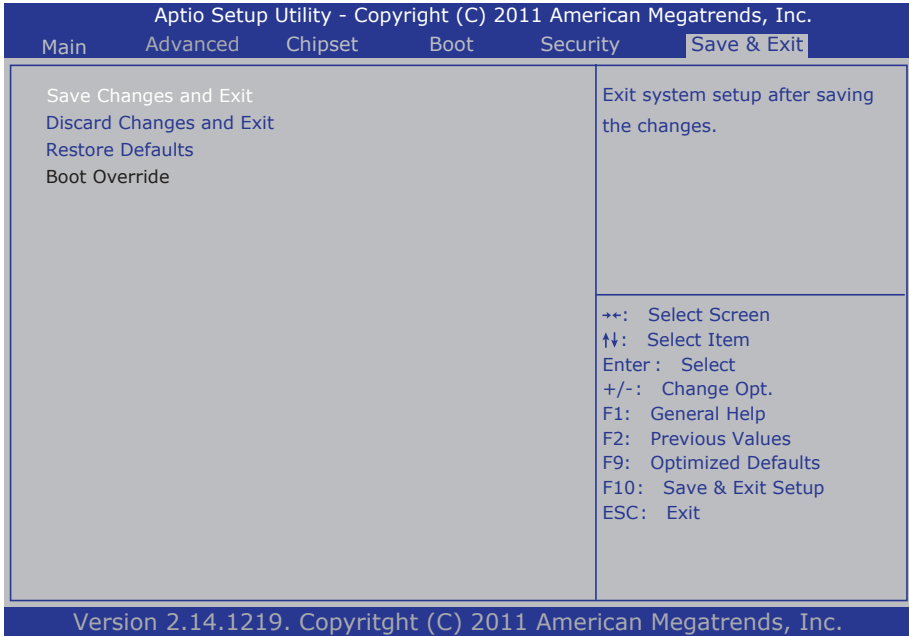 Aptio Setup Utility - Copyright (C) 2011 American Megatrends, Inc.
Main Advanced Chipset Boot Security Save & Exit
Save Changes and Exit
Discard Changes and Exit
Restore Defaults
Boot Override
Exit system setup after saving
the changes.
→←: Select Screen
↑↓: Select Item
Enter : Select
+/-: Change Opt.
F1: General Help
F2: Previous Values
F9: Optimized Defaults
F10: Save & Exit Setup
ESC: Exit
Version 2.14.1219. Copyritght (C) 2011 American Megatrends, Inc.